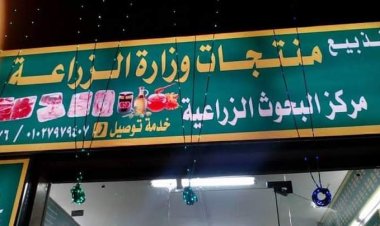 منتجات وزارة الزراعة
مركز البحوث الزراعية
خدمة توصيل
٠١٠٢٧٩٧٩٤٠٧ /